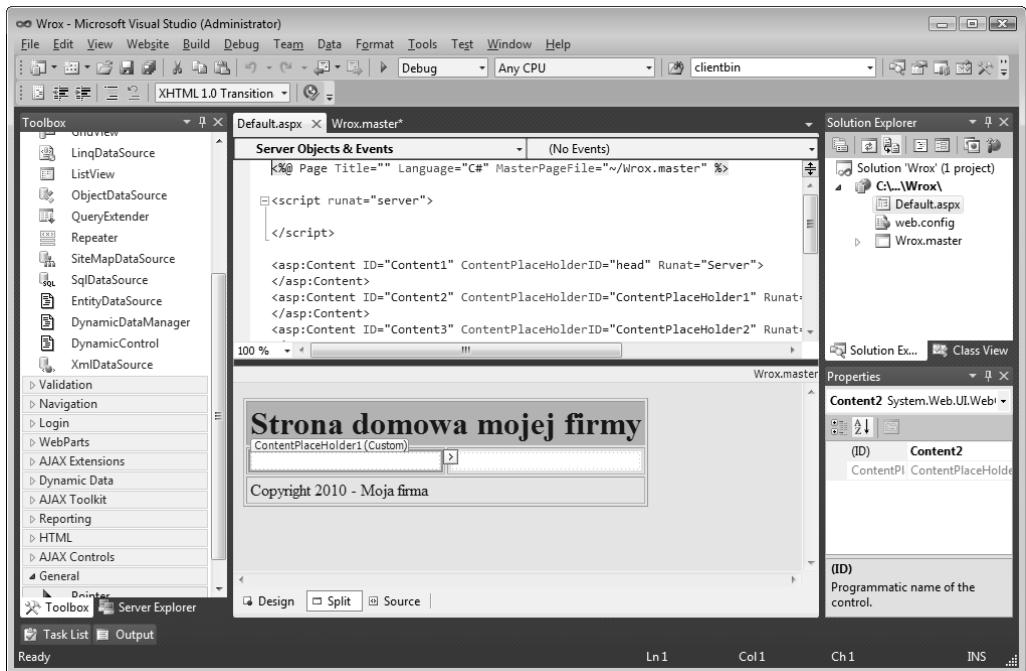 Wrox - Microsoft Visual Studio (Administrator)
File Edit View Website Build Debug Team Data Format Tools Test Window Help
Debug Any CPU clientbin
XHTML 1.0 Transition
Toolbox
GridView
LinqDataSource
ListView
ObjectDataSource
QueryExtender
Repeater
SiteMapDataSource
SqlDataSource
EntityDataSource
DynamicDataManager
DynamicControl
XmlDataSource
Validation
Navigation
Login
WebParts
AJAX Extensions
Dynamic Data
AJAX Toolkit
Reporting
HTML
AJAX Controls
General
Pointer
Toolbox Server Explorer
Default.aspx Wrox.master*
Server Objects & Events (No Events)
<%@ Page Title="" Language="C#" MasterPageFile="~/Wrox.master" %>
<script runat="server">
</script>
<asp:Content ID="Content1" ContentPlaceHolderID="head" Runat="Server">
</asp:Content>
<asp:Content ID="Content2" ContentPlaceHolderID="ContentPlaceHolder1" Runat=
</asp:Content>
<asp:Content ID="Content3" ContentPlaceHolderID="ContentPlaceHolder2" Runat=
100 %
Wrox.master
Strona domowa mojej firmy
ContentPlaceHolder1 (Custom)
Copyright 2010 - Moja firma
Design Split Source
Solution Explorer
Solution 'Wrox' (1 project)
C:\...\Wrox\
Default.aspx
web.config
Wrox.master
Solution Ex... Class View
Properties
Content2 System.Web.UI.Web
(ID) Content2
ContentPl ContentPlaceHolde
(ID)
Programmatic name of the
control.
Task List Output
Ready Ln 1 Col 1 Ch 1 INS